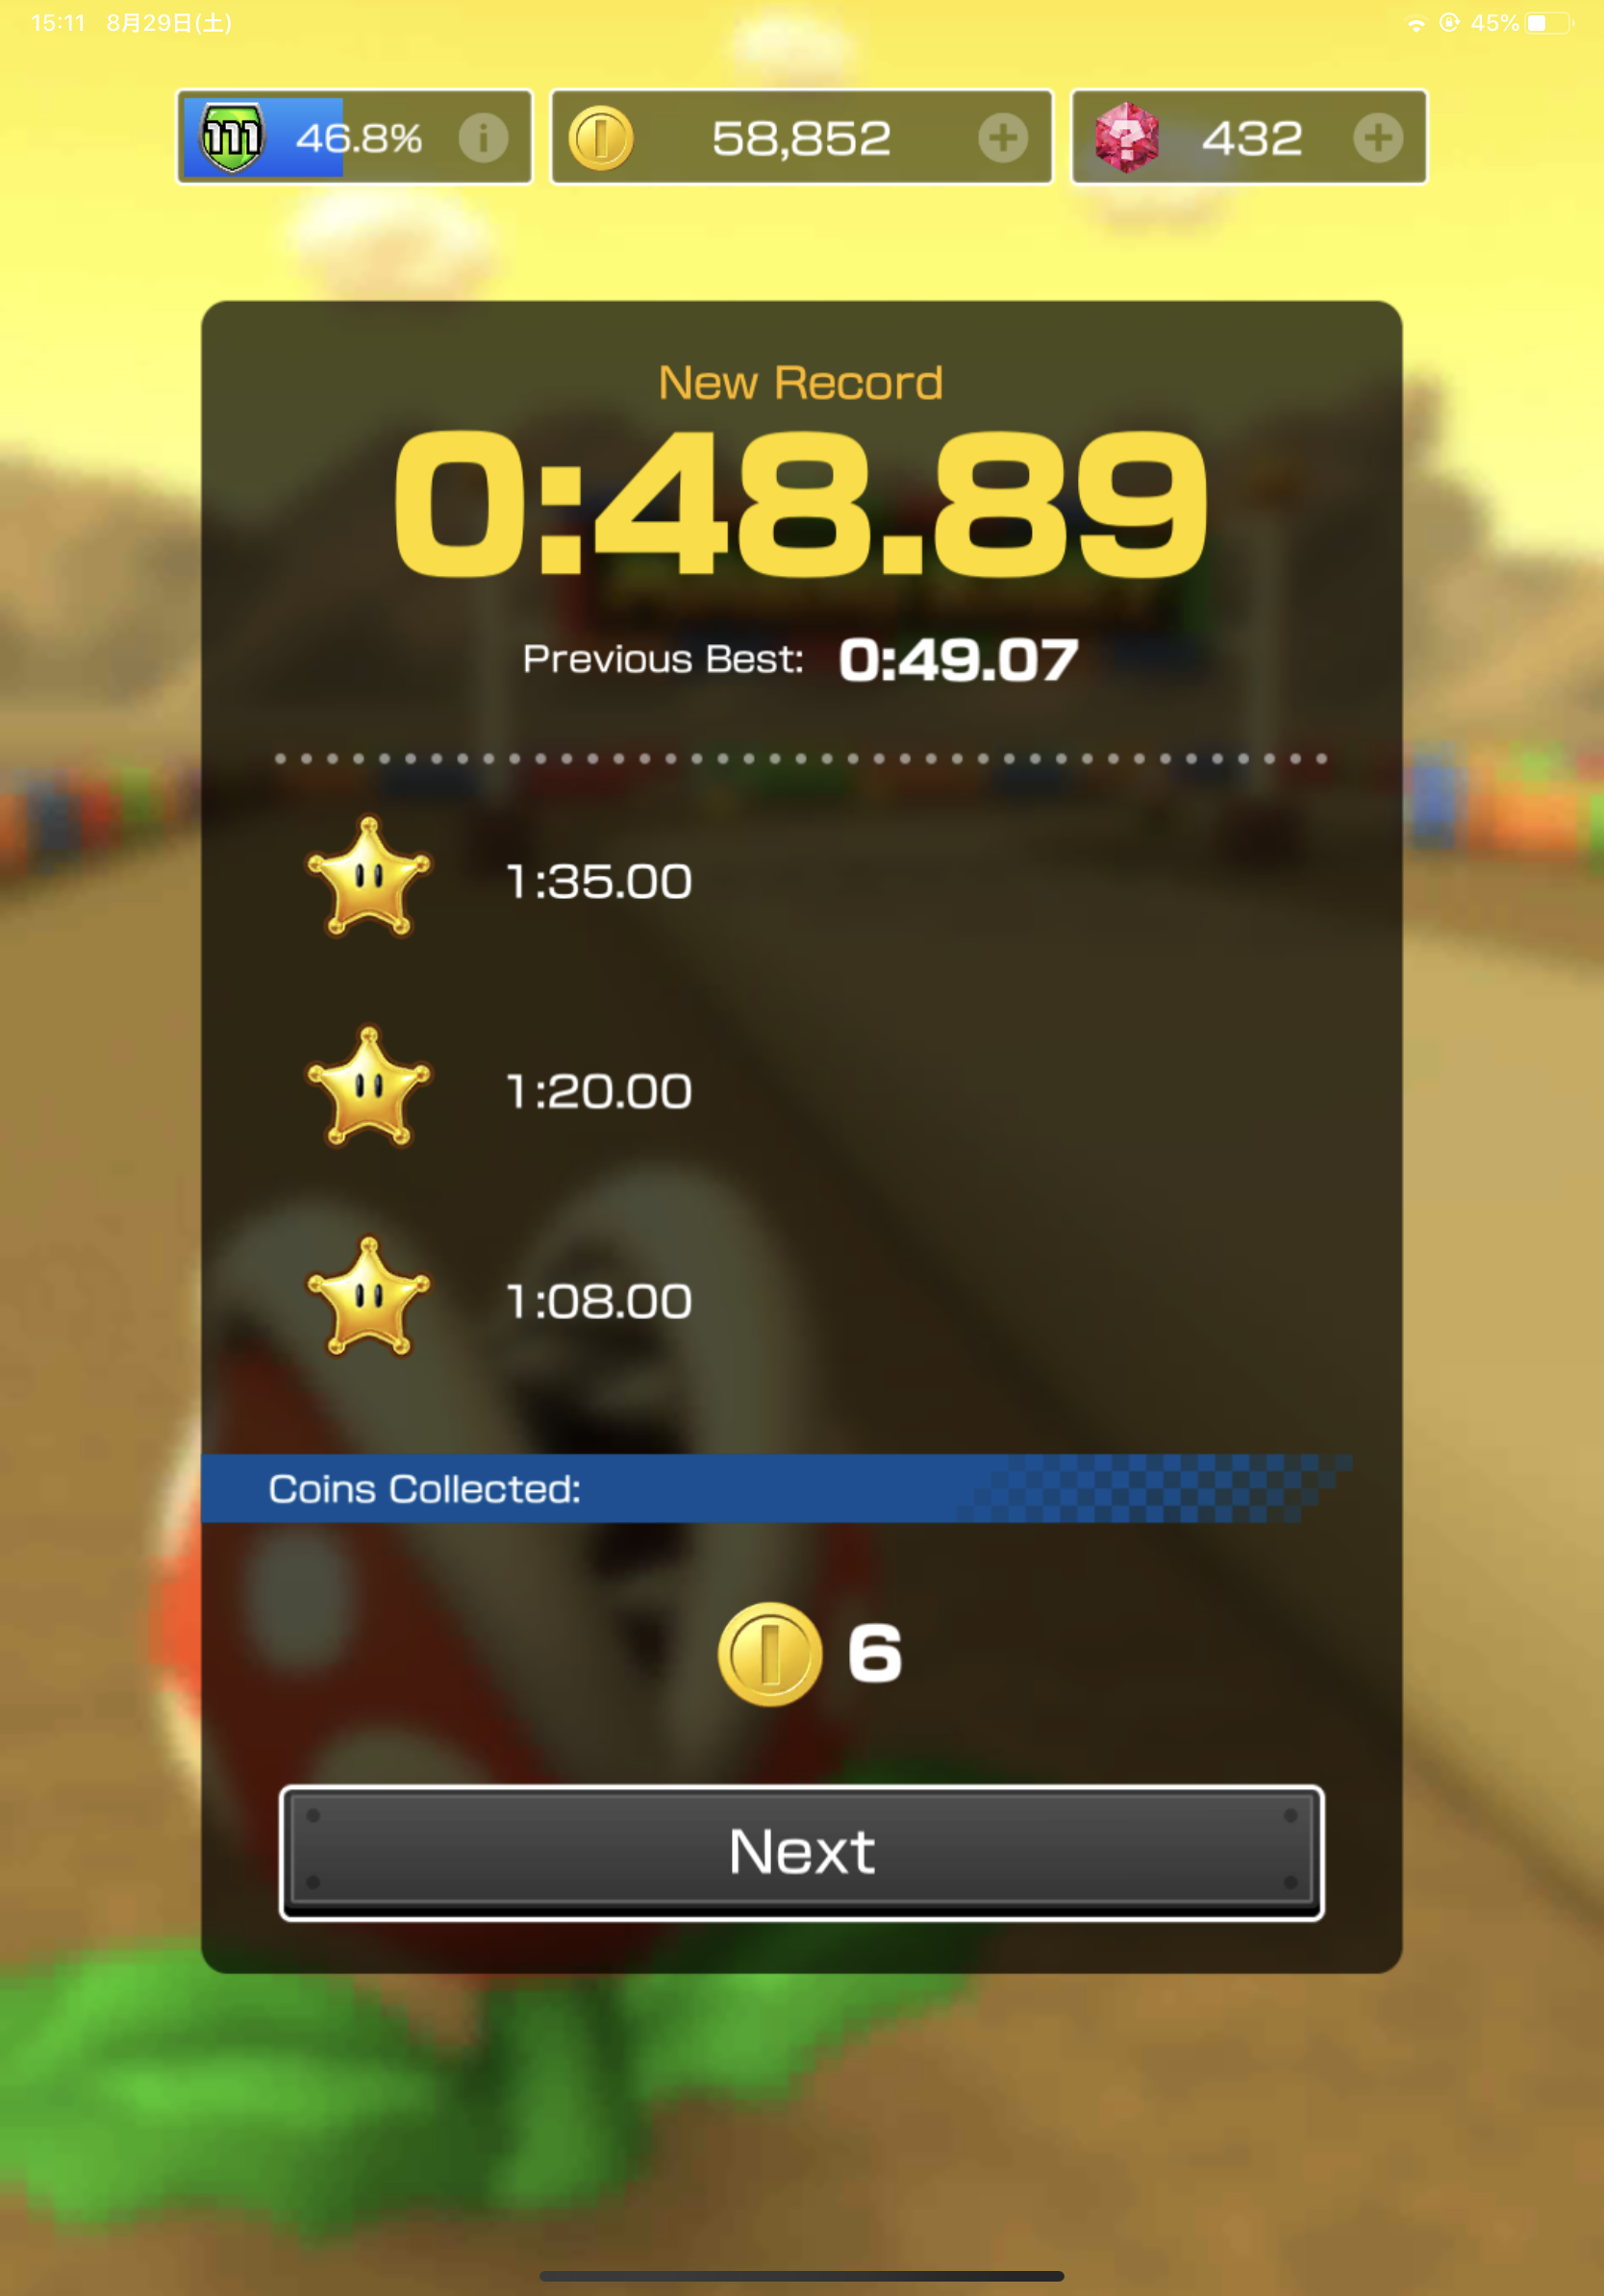 15:11 8月29日(土) 45%
111 46.8% 58,852 432
New Record
0:48.89
Previous Best: 0:49.07
1:35.00
1:20.00
1:08.00
Coins Collected:
6
Next